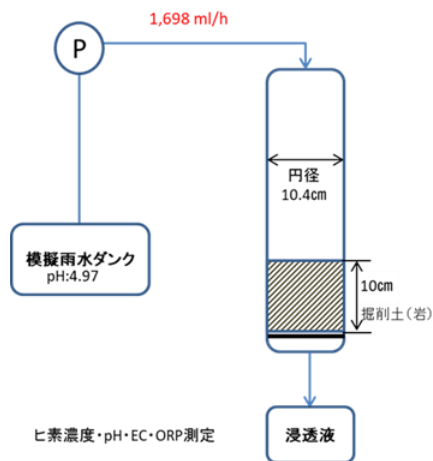 1,698 ml/h
P
円径
10.4㎝
模擬雨水タンク
pH:4.97
10㎝
掘削土(岩)
ヒ素濃度・pH・EC・ORP測定
浸透液